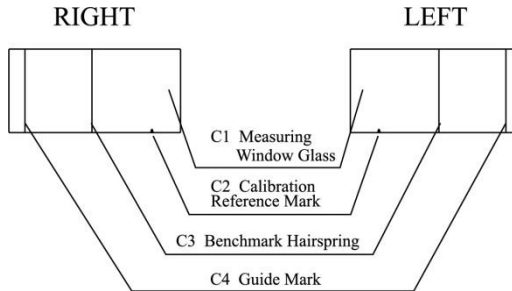 RIGHT
LEFT
C1 Measuring
Window Glass
C2 Calibration
Reference Mark
C3 Benchmark Hairspring
C4 Guide Mark